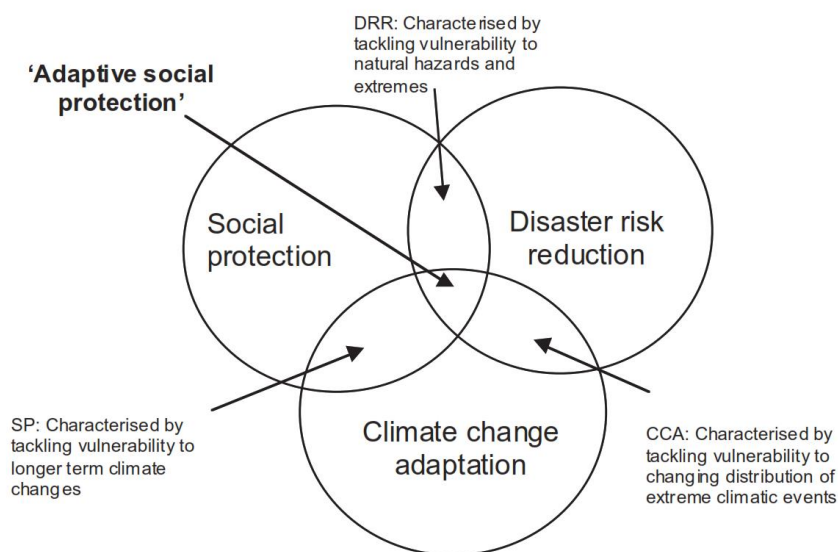 DRR: Characterised by
tackling vulnerability to
natural hazards and
extremes
‘Adaptive social
protection’
Social
protection
Disaster risk
reduction
Climate change
adaptation
SP: Characterised by
tackling vulnerability to
longer term climate
changes
CCA: Characterised by
tackling vulnerability to
changing distribution of
extreme climatic events